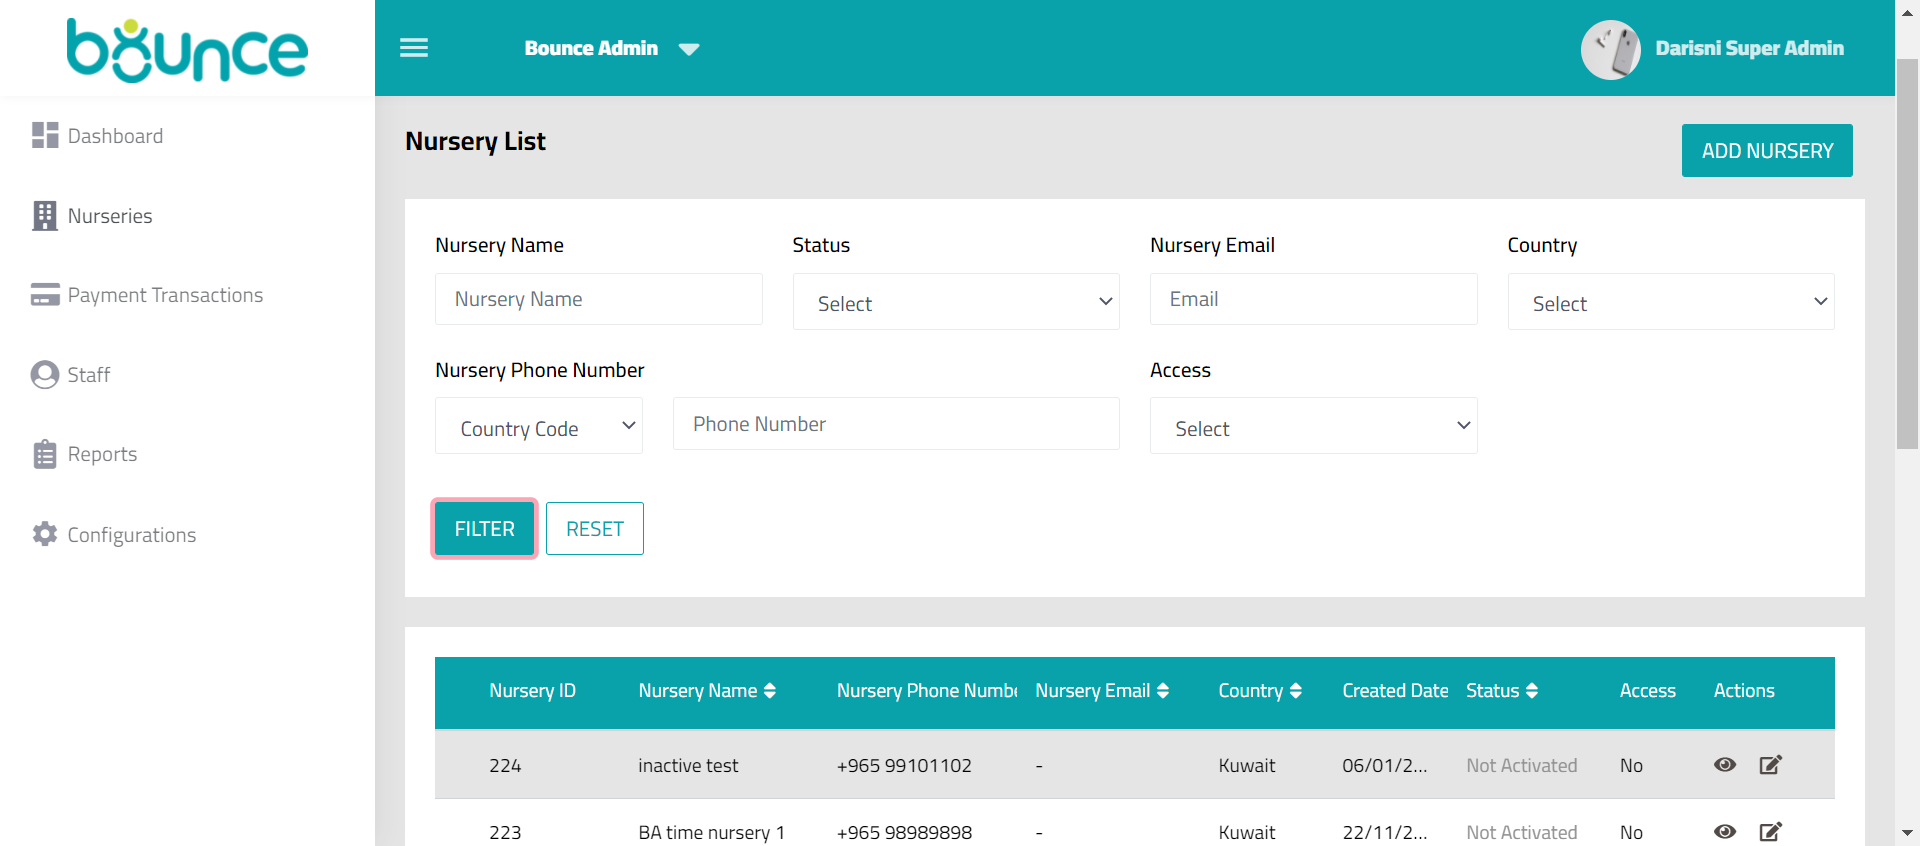 bounce
Bounce Admin
Darisni Super Admin
Dashboard
Nurseries
Payment Transactions
Staff
Reports
Configurations
Nursery List
ADD NURSERY
Nursery Name
Status
Nursery Email
Country
Nursery Name
Select
Email
Select
Nursery Phone Number
Access
Country Code
Phone Number
Select
FILTER
RESET
Nursery ID Nursery Name Nursery Phone Numbe Nursery Email Country Created Date Status Access Actions
224 inactive test +965 99101102 - Kuwait 06/01/2... Not Activated No
223 BA time nursery 1 +965 98989898 - Kuwait 22/11/2... Not Activated No